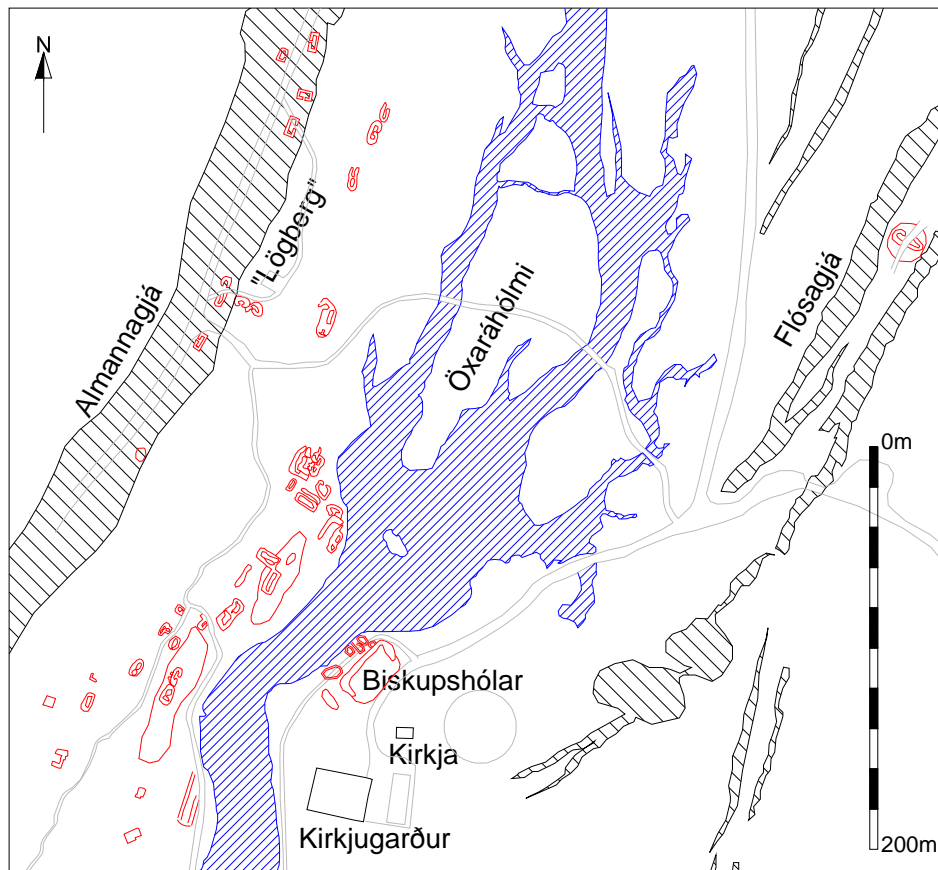 N
"Lögberg"
Almannagjá
Öxaráhólmi
Flósagjá
0m
Biskupshólar
Kirkja
Kirkjugarður
200m